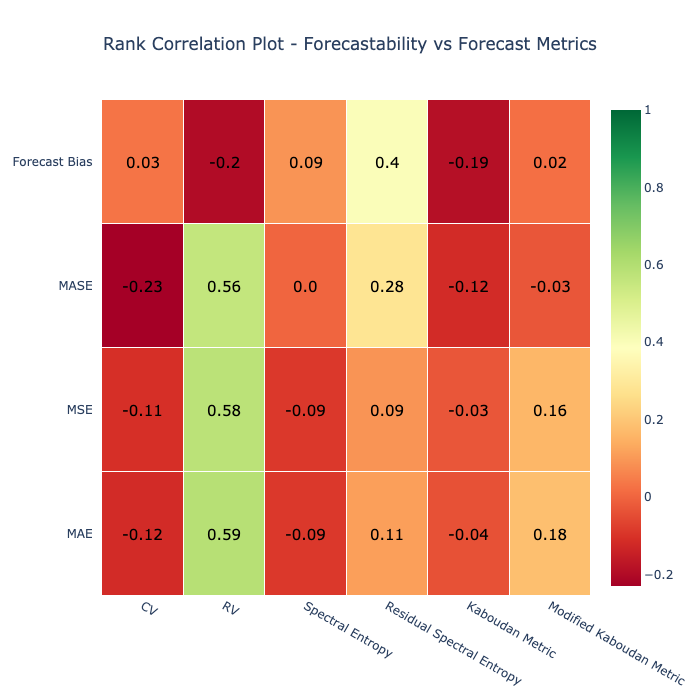 Rank Correlation Plot - Forecastability vs Forecast Metrics
Forecast Bias 0.03 -0.2 0.09 0.4 -0.19 0.02
MASE -0.23 0.56 0.0 0.28 -0.12 -0.03
MSE -0.11 0.58 -0.09 0.09 -0.03 0.16
MAE -0.12 0.59 -0.09 0.11 -0.04 0.18
CV
RV
Spectral Entropy
Residual Spectral Entropy
Kaboudan Metric
Modified Kaboudan Metric
1
0.8
0.6
0.4
0.2
0
−0.2